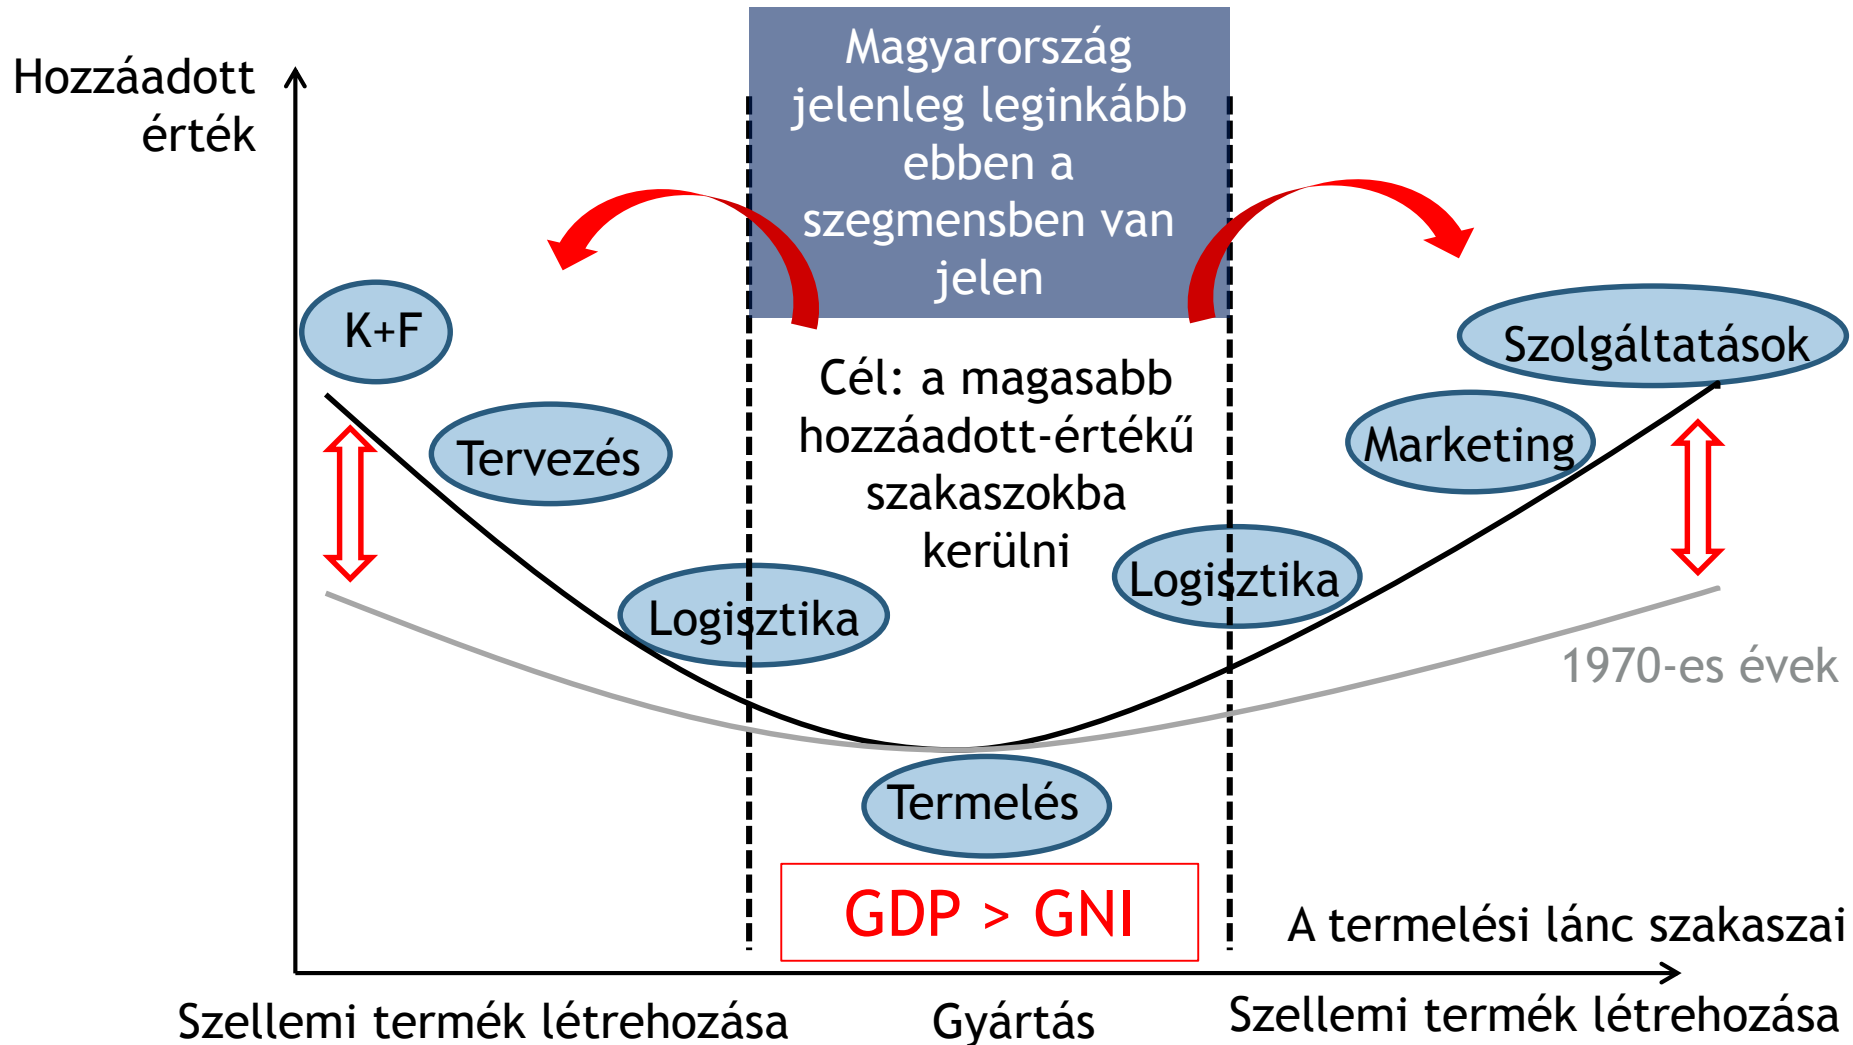 Hozzáadott
érték
Magyarország
jelenleg leginkább
ebben a
szegmensben van
jelen
K+F
Tervezés
Logisztika
Cél: a magasabb
hozzáadott-értékű
szakaszokba
kerülni
Szolgáltatások
Marketing
Logisztika
1970-es évek
Termelés
GDP > GNI
A termelési lánc szakaszai
Szellemi termék létrehozása
Gyártás
Szellemi termék létrehozása